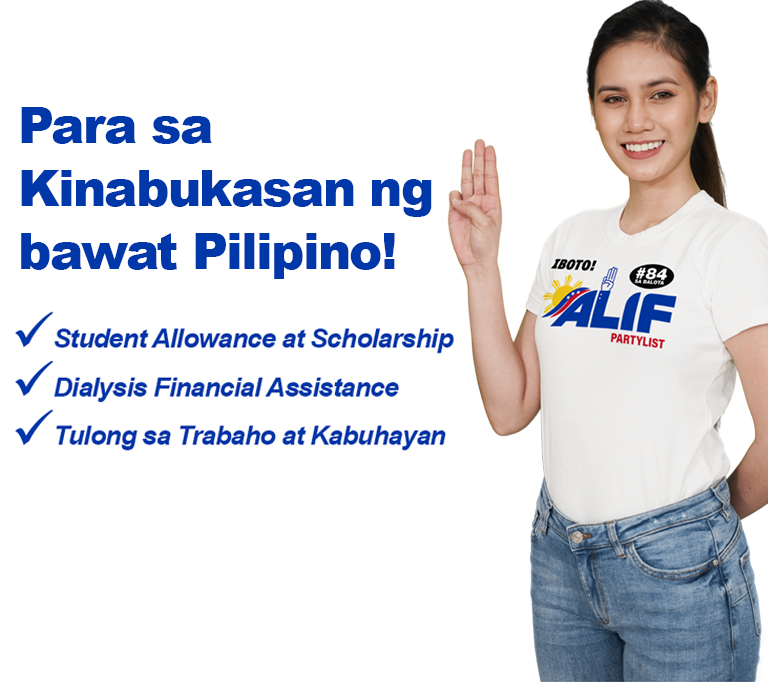 Para sa
Kinabukasan ng
bawat Pilipino!
Student Allowance at Scholarship
Dialysis Financial Assistance
Tulong sa Trabaho at Kabuhayan
IBOTO!
#84
SA BALOTA
ALIF
PARTYLIST